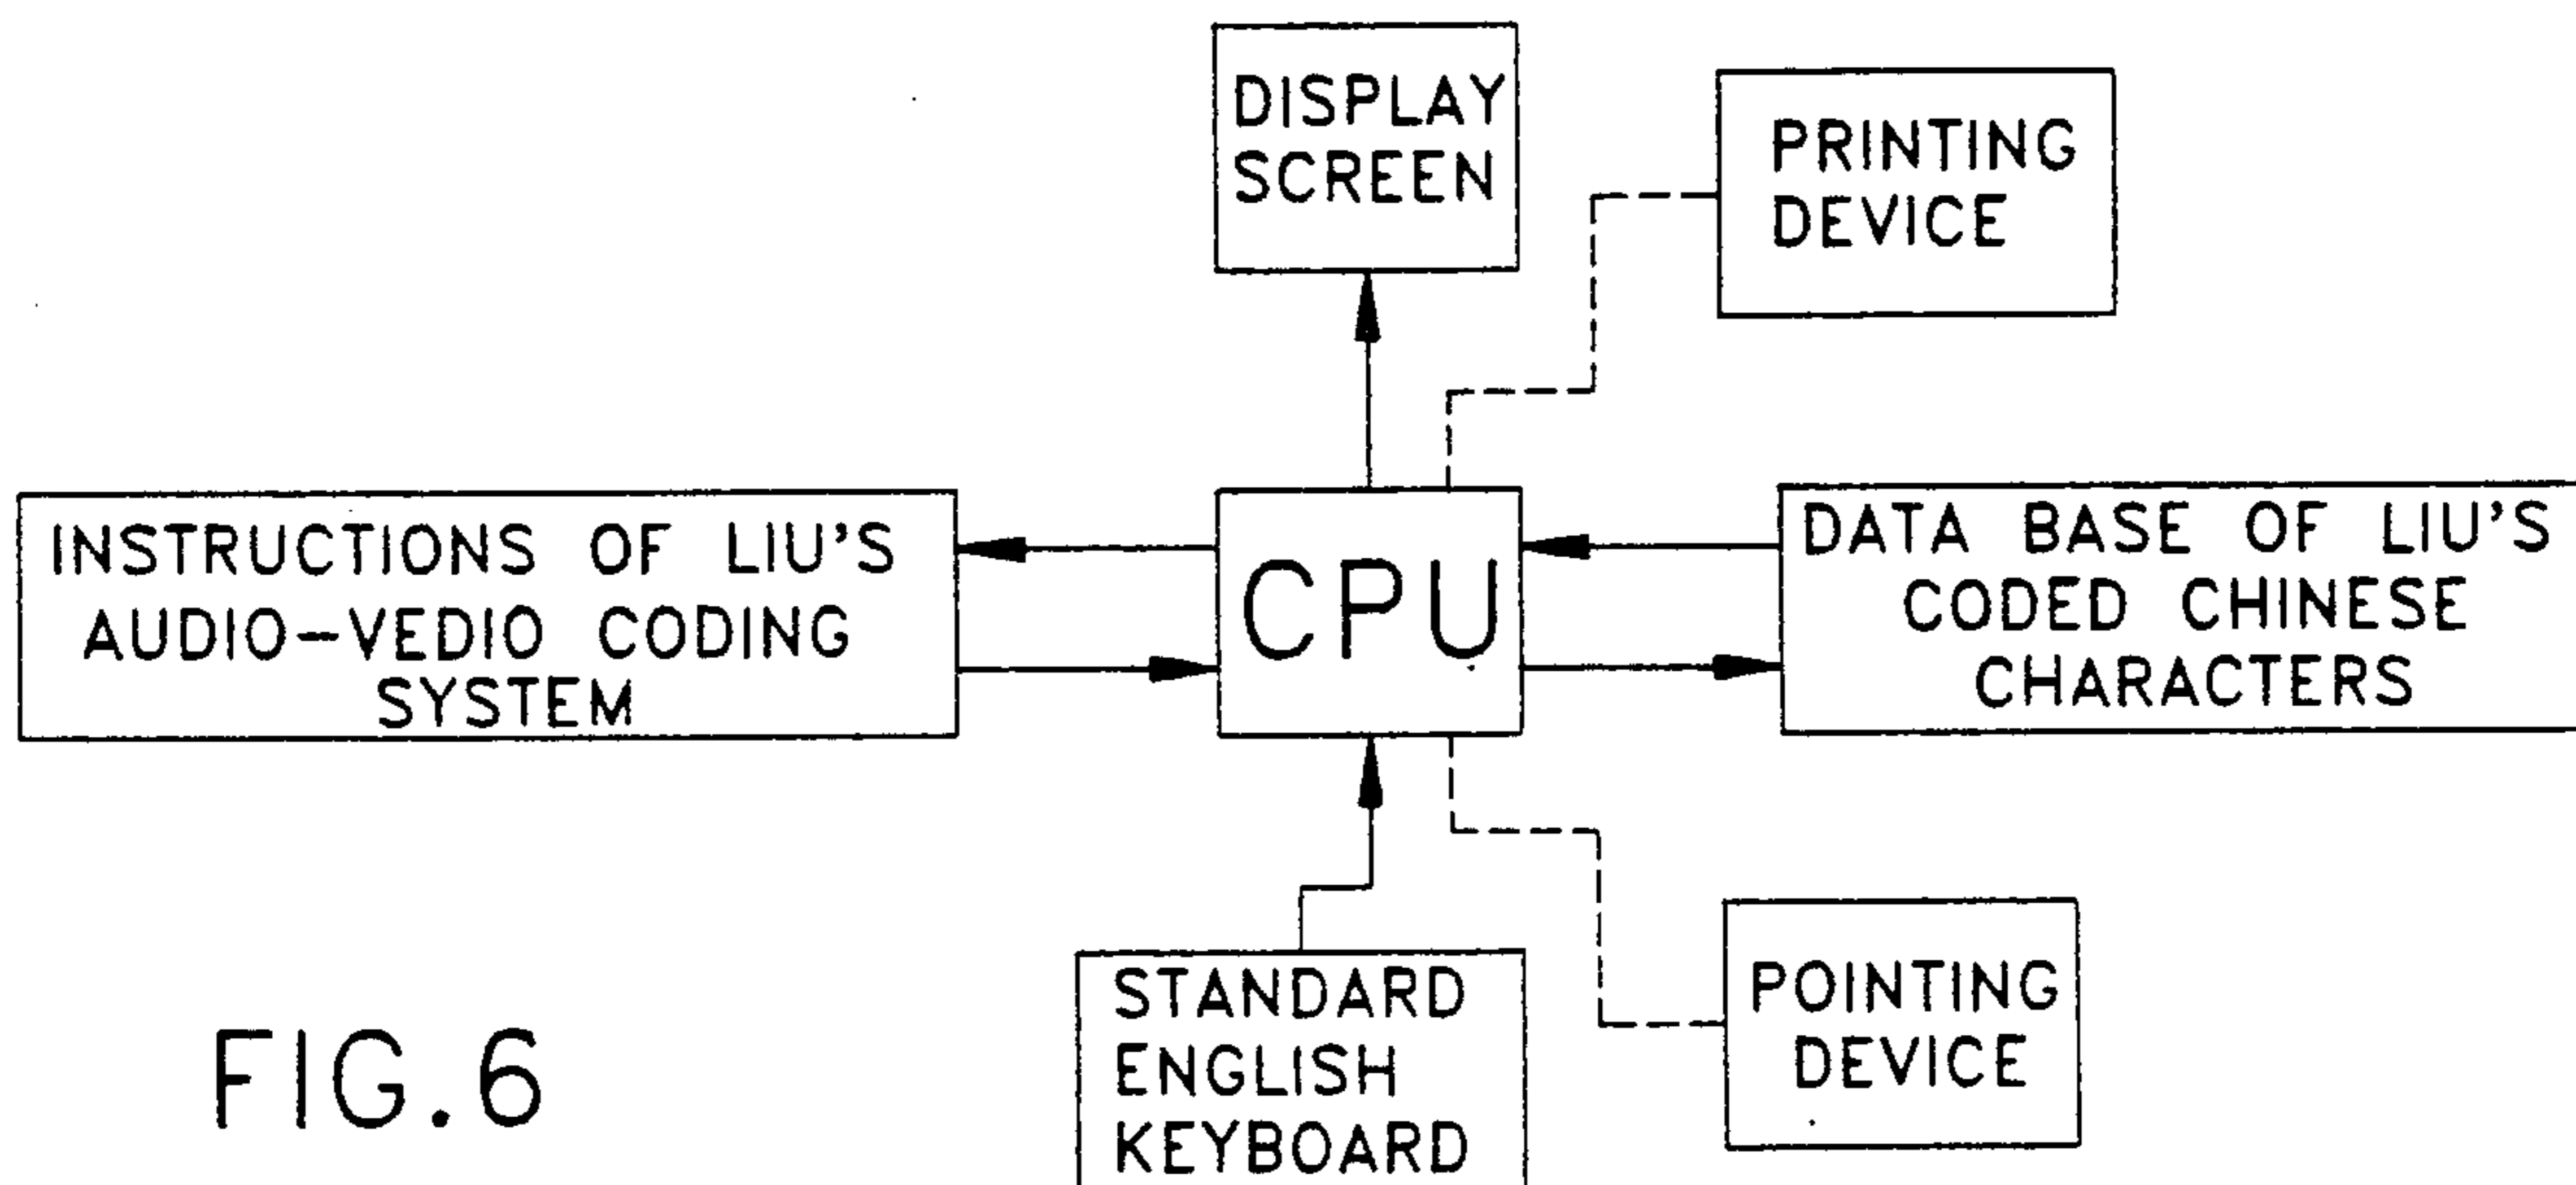 DISPLAY
SCREEN
PRINTING
DEVICE
INSTRUCTIONS OF LIU'S
AUDIO-VEDIO CODING
SYSTEM
CPU
DATA BASE OF LIU'S
CODED CHINESE
CHARACTERS
STANDARD
ENGLISH
KEYBOARD
POINTING
DEVICE
FIG.6